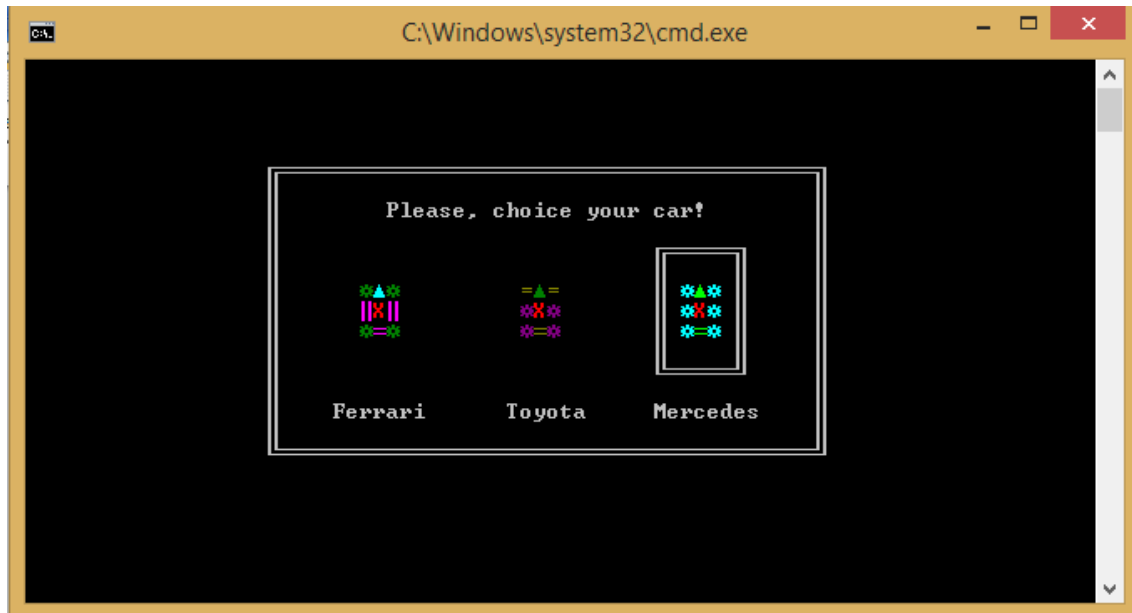 C:\Windows\system32\cmd.exe
Please, choice your car!
Ferrari Toyota Mercedes